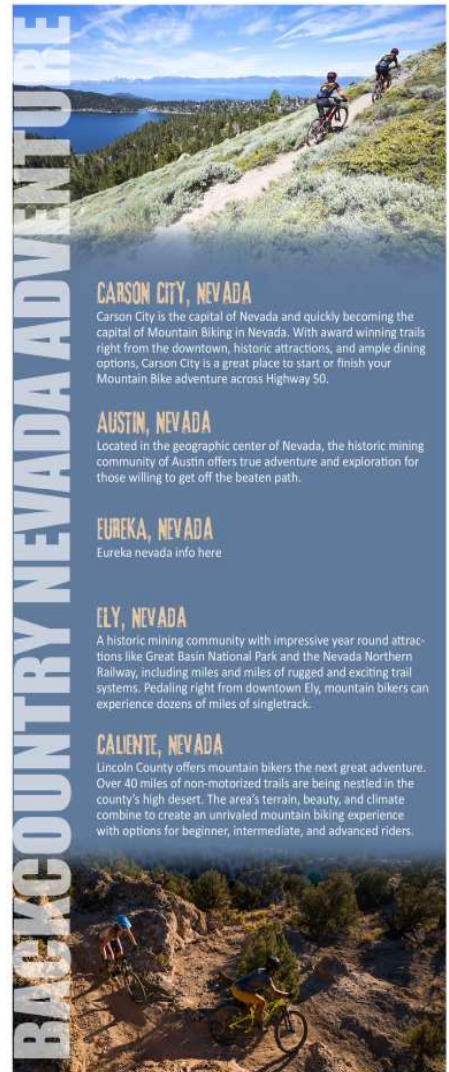 BACKCOUNTRY NEVADA ADVENTURE
CARSON CITY, NEVADA
Carson City is the capital of Nevada and quickly becoming the
capital of Mountain Biking in Nevada. With award winning trails
right from the downtown, historic attractions, and ample dining
options, Carson City is a great place to start or finish your
Mountain Bike adventure across Highway 50.
AUSTIN, NEVADA
Located in the geographic center of Nevada, the historic mining
community of Austin offers true adventure and exploration for
those willing to get off the beaten path.
EUREKA, NEVADA
Eureka nevada info here
ELY, NEVADA
A historic mining community with impressive year round attrac-
tions like Great Basin National Park and the Nevada Northern
Railway, including miles and miles of rugged and exciting trail
systems. Pedaling right from downtown Ely, mountain bikers can
experience dozens of miles of singletrack.
CALIENTE, NEVADA
Lincoln County offers mountain bikers the next great adventure.
Over 40 miles of non-motorized trails are being nestled in the
county's high desert. The area's terrain, beauty, and climate
combine to create an unrivaled mountain biking experience
with options for beginner, intermediate, and advanced riders.